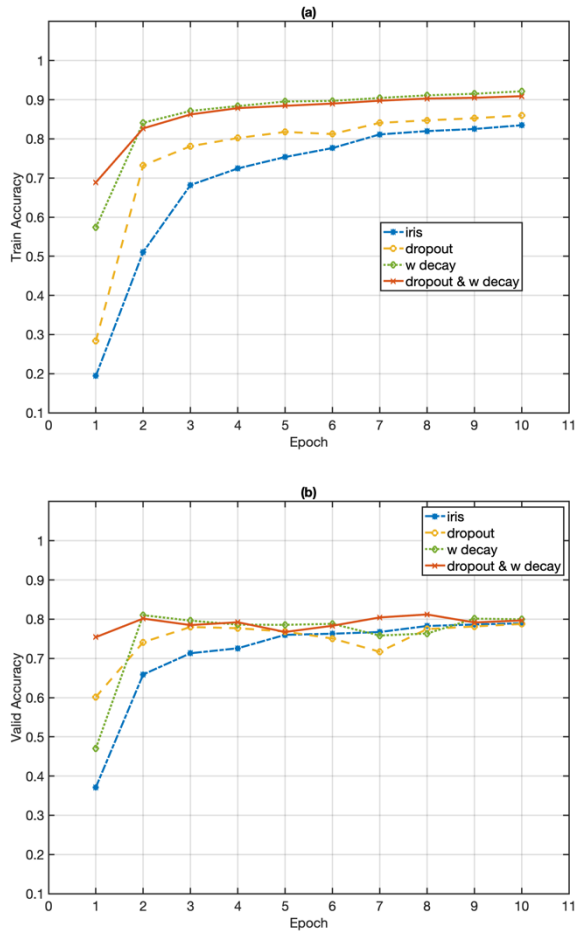 (a)
Train Accuracy
1
0.9
0.8
0.7
0.6
0.5
0.4
0.3
0.2
0.1
iris
dropout
w decay
dropout & w decay
0 1 2 3 4 5 6 7 8 9 10 11
Epoch
(b)
Valid Accuracy
1
0.9
0.8
0.7
0.6
0.5
0.4
0.3
0.2
0.1
iris
dropout
w decay
dropout & w decay
0 1 2 3 4 5 6 7 8 9 10 11
Epoch